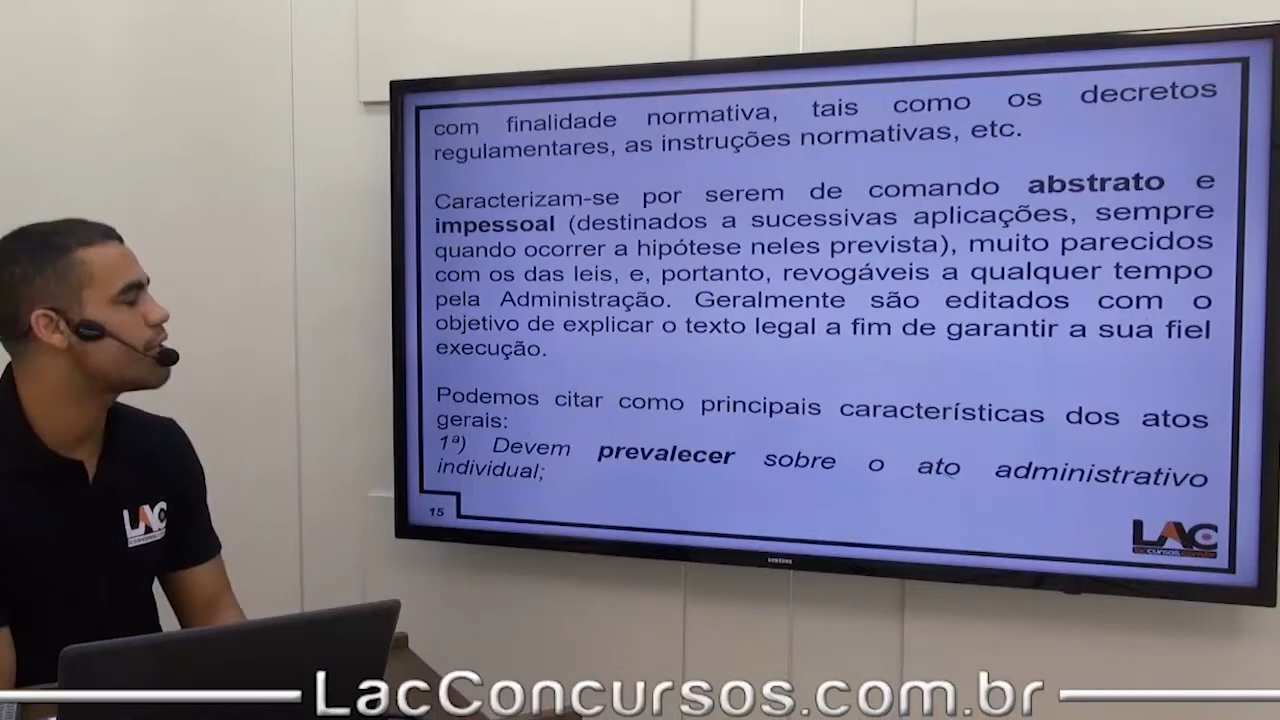 com finalidade normativa, tais como os decretos
regulamentares, as instruções normativas, etc.
Caracterizam-se por serem de comando abstrato e
impessoal (destinados a sucessivas aplicações, sempre
quando ocorrer a hipótese neles prevista), muito parecidos
com os das leis, e, portanto, revogáveis a qualquer tempo
pela Administração. Geralmente são editados com o
objetivo de explicar o texto legal a fim de garantir a sua fiel
execução.
Podemos citar como principais características dos atos
gerais:
1ª) Devem prevalecer sobre o ato administrativo
individual;
15
LAC
laccursos.com.br
SAMSUNG
LAC
LacConcursos.com.br